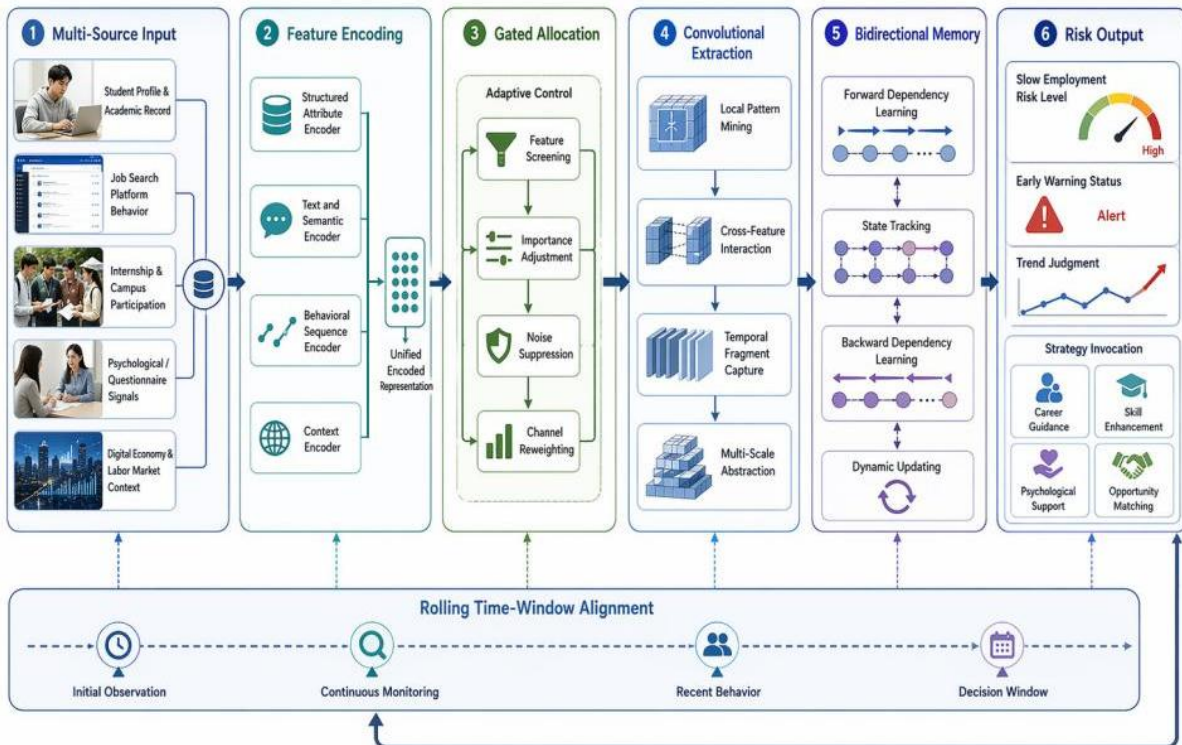 1 Multi-Source Input
Student Profile &
Academic Record
Job Search
Platform
Behavior
Internship &
Campus
Participation
Psychological /
Questionnaire
Signals
Digital Economy &
Labor Market
Context
2 Feature Encoding
Structured
Attribute
Encoder
Text and
Semantic
Encoder
Behavioral
Sequence
Encoder
Context
Encoder
Unified
Encoded
Representation
3 Gated Allocation
Adaptive Control
Feature
Screening
Importance
Adjustment
Noise
Suppression
Channel
Reweighting
4 Convolutional
Extraction
Local Pattern
Mining
Cross-Feature
Interaction
Temporal
Fragment
Capture
Multi-Scale
Abstraction
5 Bidirectional Memory
Forward Dependency
Learning
State Tracking
Backward Dependency
Learning
Dynamic Updating
6 Risk Output
Slow Employment
Risk Level
High
Early Warning Status
Alert
Trend Judgment
Strategy Invocation
Career
Guidance
Skill
Enhancement
Psychological
Support
Opportunity
Matching
Rolling Time-Window Alignment
Initial Observation
Continuous Monitoring
Recent Behavior
Decision Window